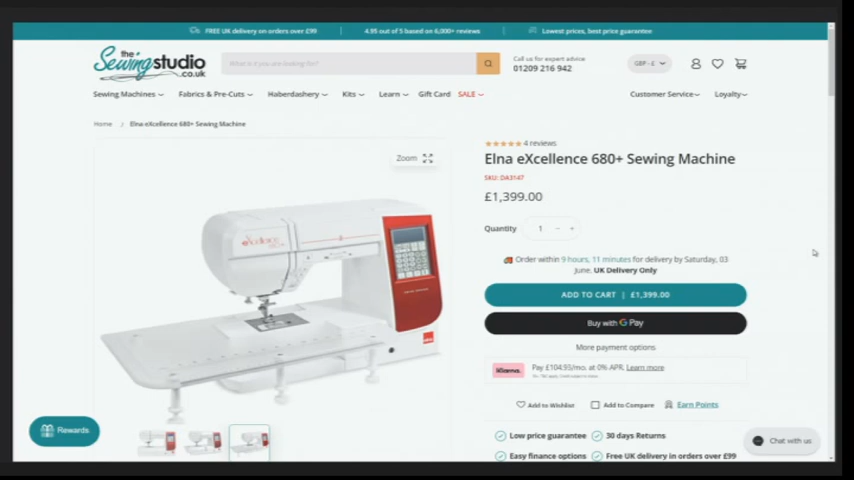 FREE UK delivery on orders over £99
4.95 out of 5 based on 6,000+ reviews
Lowest prices, best price guarantee
the
Sewingstudio
.co.uk
What is if you are looking for?
Call us for expert advice
01209 216 942
GBP - £
Sewing Machines
Fabrics & Pre-Cuts
Haberdashery
Kits
Learn
Gift Card
SALE
Customer Service
Loyalty
Home / Elna eXcellence 680+ Sewing Machine
Zoom
4 reviews
Elna eXcellence 680+ Sewing Machine
SKU: DA3147
£1,399.00
Quantity 1 - +
Order within 9 hours, 11 minutes for delivery by Saturday, 03
June. UK Delivery Only
ADD TO CART | £1,399.00
Buy with G Pay
More payment options
Klarna. Pay £104.93/mo. at 0% APR. Learn more
Add to Wishlist
Add to Compare
Earn Points
Low price guarantee
30 days Returns
Easy finance options
Free UK delivery in orders over £99
Rewards
Chat with us
eXcellence
680+
elna